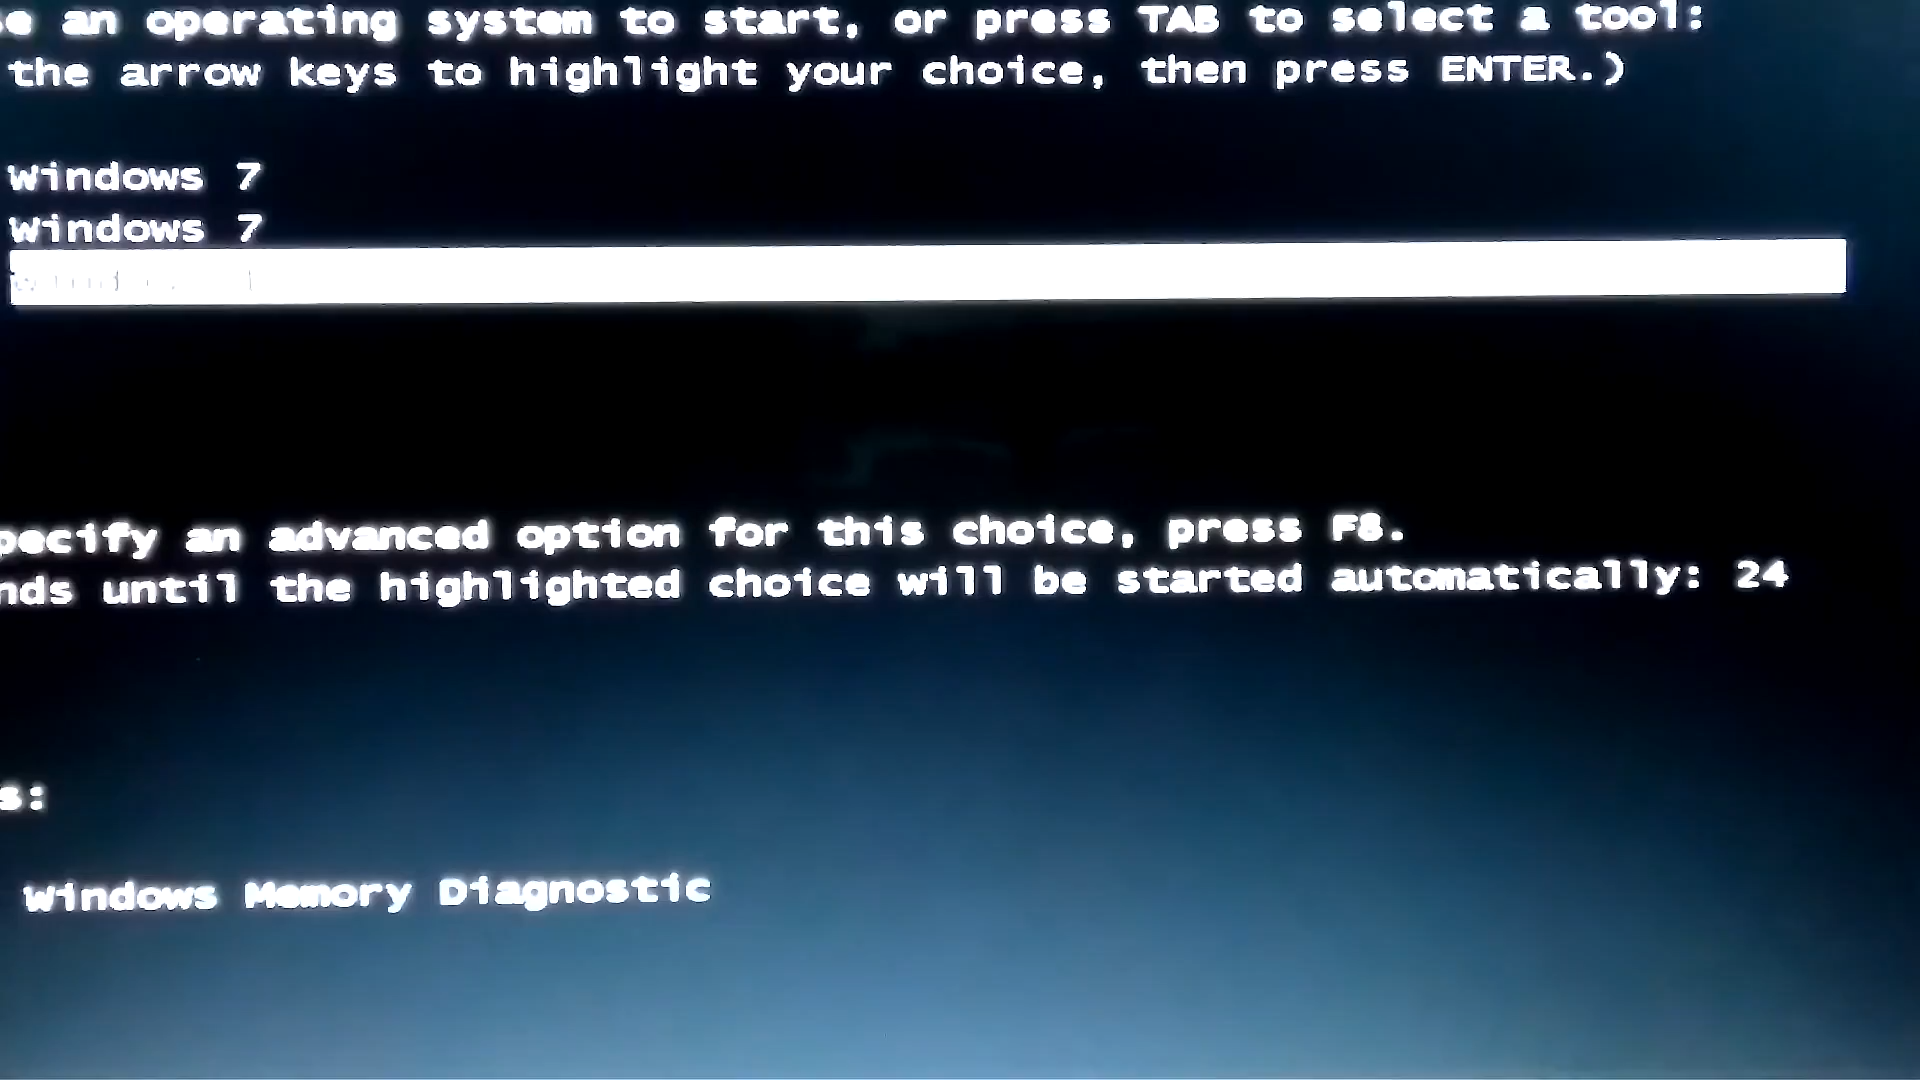 se an operating system to start, or press TAB to select a tool:
the arrow keys to highlight your choice, then press ENTER.)
Windows 7
Windows 7
pecify an advanced option for this choice, press F8.
nds until the highlighted choice will be started automatically: 24
s:
Windows Memory Diagnostic